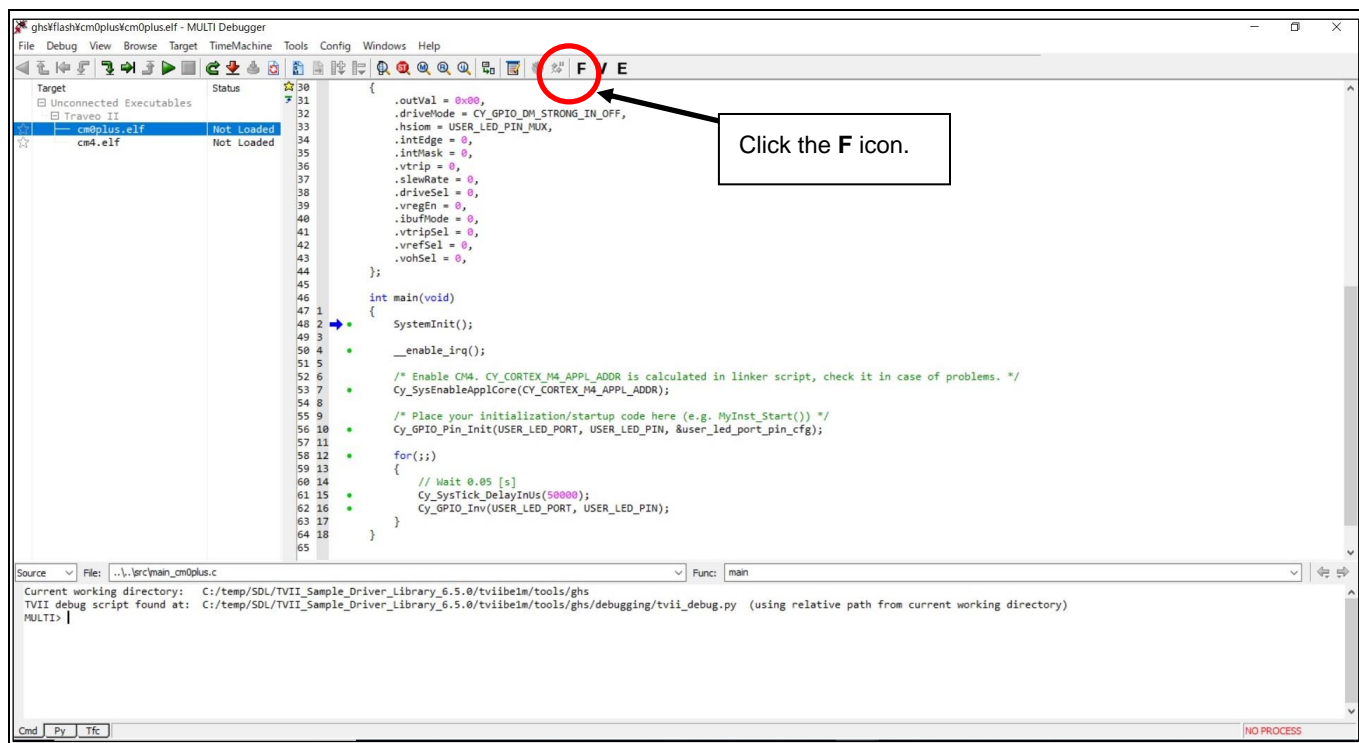 ghs¥flash¥cm0plus¥cm0plus.elf - MULTI Debugger
File Debug View Browse Target TimeMachine Tools Config Windows Help
F V E
Target Status
Unconnected Executables
Traveo II
cm0plus.elf Not Loaded
cm4.elf Not Loaded
30 {
31 .outVal = 0x00,
32 .driveMode = CY_GPIO_DM_STRONG_IN_OFF,
33 .hsiom = USER_LED_PIN_MUX,
34 .intEdge = 0,
35 .intMask = 0,
36 .vtrip = 0,
37 .slewRate = 0,
38 .driveSel = 0,
39 .vregEn = 0,
40 .ibufMode = 0,
41 .vtripSel = 0,
42 .vrefSel = 0,
43 .vohSel = 0,
44 };
45
46 int main(void)
47 1 {
48 2 SystemInit();
49 3
50 4 __enable_irq();
51 5
52 6 /* Enable CM4. CY_CORTEX_M4_APPL_ADDR is calculated in linker script, check it in case of problems. */
53 7 Cy_SysEnableApplCore(CY_CORTEX_M4_APPL_ADDR);
54 8
55 9 /* Place your initialization/startup code here (e.g. MyInst_Start()) */
56 10 Cy_GPIO_Pin_Init(USER_LED_PORT, USER_LED_PIN, &user_led_port_pin_cfg);
57 11
58 12 for(;;)
59 13 {
60 14 // Wait 0.05 [s]
61 15 Cy_SysTick_DelayInUs(50000);
62 16 Cy_GPIO_Inv(USER_LED_PORT, USER_LED_PIN);
63 17 }
64 18 }
65
Click the F icon.
Source File: ..\..\src\main_cm0plus.c Func: main
Current working directory: C:/temp/SDL/TVII_Sample_Driver_Library_6.5.0/tviibe1m/tools/ghs
TVII debug script found at: C:/temp/SDL/TVII_Sample_Driver_Library_6.5.0/tviibe1m/tools/ghs/debugging/tvii_debug.py (using relative path from current working directory)
MULTI>
Cmd Py Tfc NO PROCESS